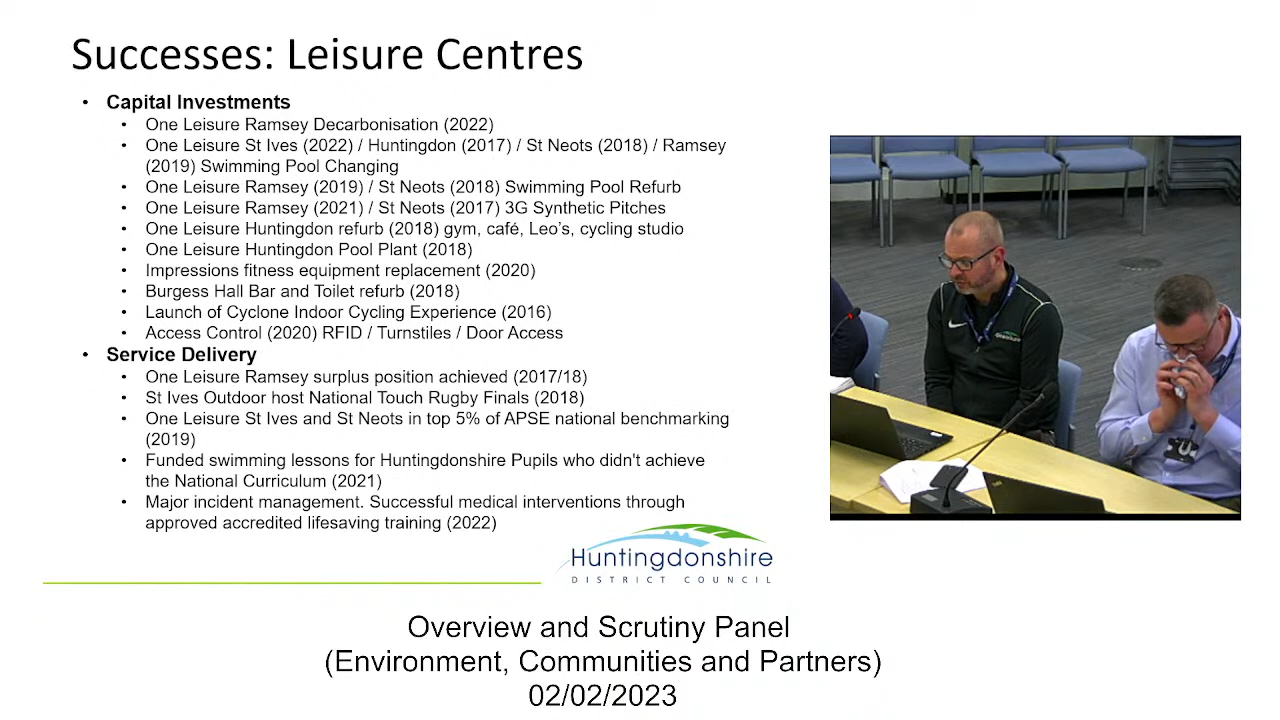 Successes: Leisure Centres
• Capital Investments
• One Leisure Ramsey Decarbonisation (2022)
• One Leisure St Ives (2022) / Huntingdon (2017) / St Neots (2018) / Ramsey
(2019) Swimming Pool Changing
• One Leisure Ramsey (2019) / St Neots (2018) Swimming Pool Refurb
• One Leisure Ramsey (2021) / St Neots (2017) 3G Synthetic Pitches
• One Leisure Huntingdon refurb (2018) gym, café, Leo's, cycling studio
• One Leisure Huntingdon Pool Plant (2018)
• Impressions fitness equipment replacement (2020)
• Burgess Hall Bar and Toilet refurb (2018)
• Launch of Cyclone Indoor Cycling Experience (2016)
• Access Control (2020) RFID / Turnstiles / Door Access
• Service Delivery
• One Leisure Ramsey surplus position achieved (2017/18)
• St Ives Outdoor host National Touch Rugby Finals (2018)
• One Leisure St Ives and St Neots in top 5% of APSE national benchmarking
(2019)
• Funded swimming lessons for Huntingdonshire Pupils who didn't achieve
the National Curriculum (2021)
• Major incident management. Successful medical interventions through
approved accredited lifesaving training (2022)
Huntingdonshire
DISTRICT COUNCIL
Overview and Scrutiny Panel
(Environment, Communities and Partners)
02/02/2023